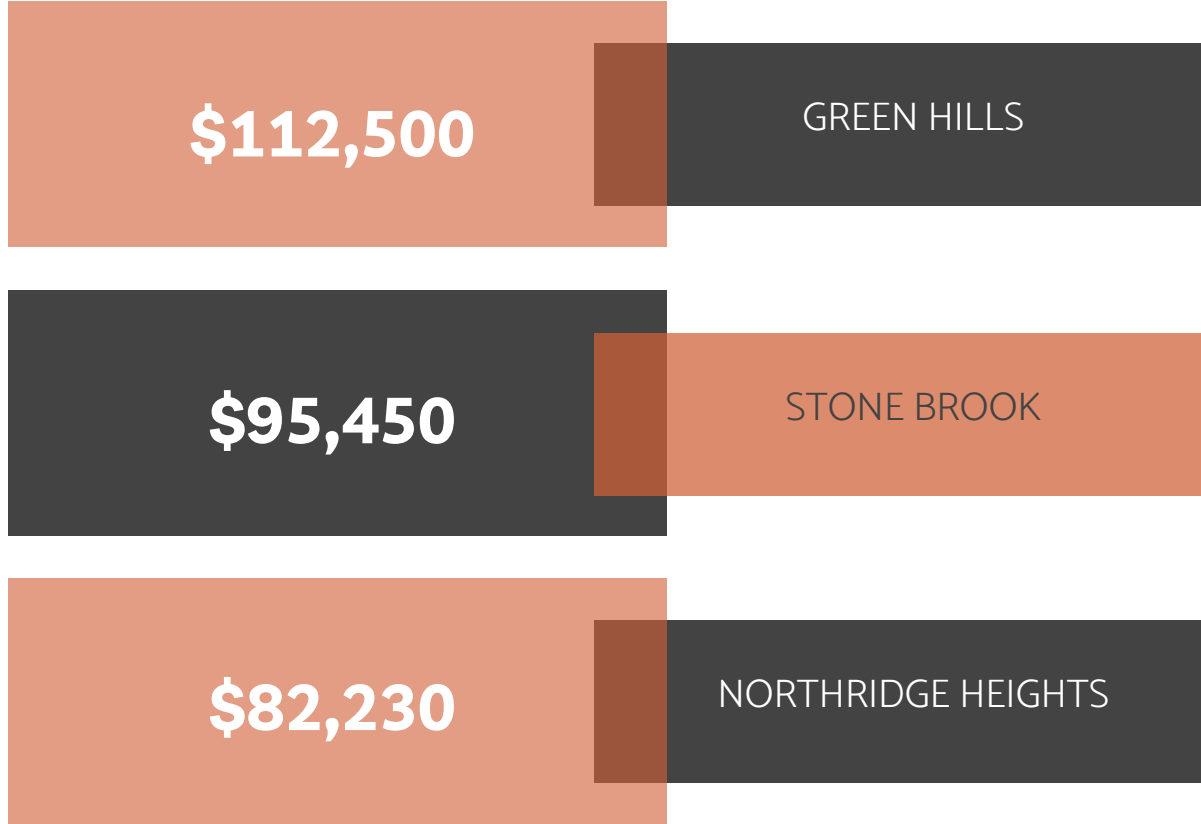 $112,500
GREEN HILLS
$95,450
STONE BROOK
$82,230
NORTHRIDGE HEIGHTS